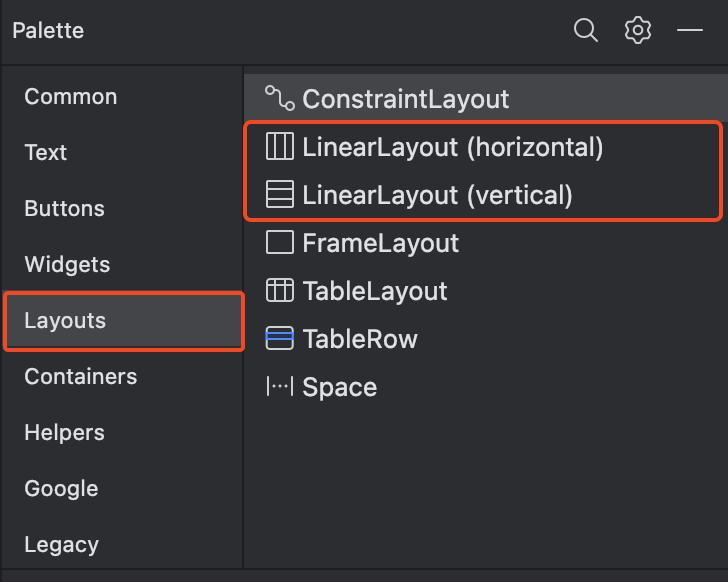 Palette
Common
Text
Buttons
Widgets
Layouts
Containers
Helpers
Google
Legacy
ConstraintLayout
LinearLayout (horizontal)
LinearLayout (vertical)
FrameLayout
TableLayout
TableRow
Space